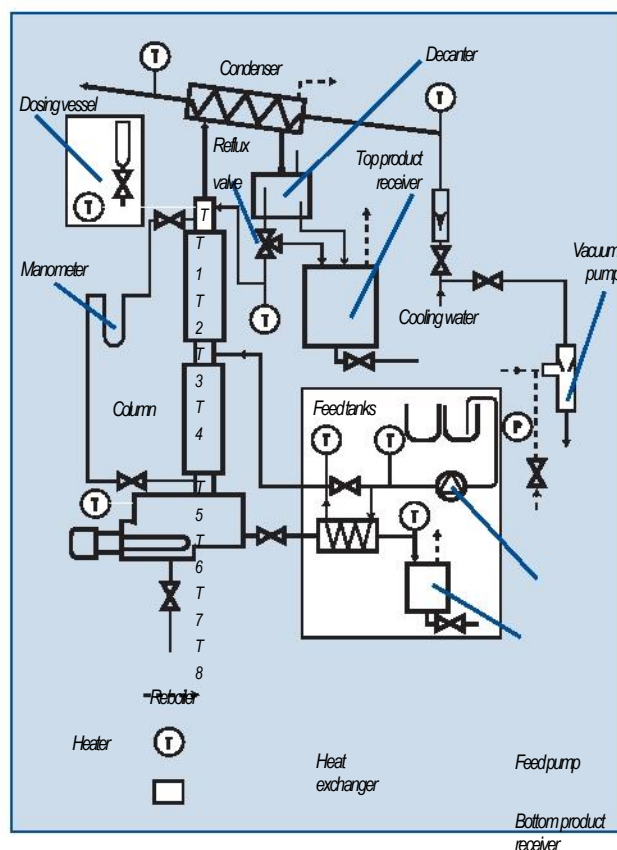 T
Condenser
Decanter
T
Dosing vessel
Reflux
Top product
receiver
valve
T
T
T
1
T
2
T
3
T
4
T
5
T
6
T
7
T
8
Manometer
T
Cooling water
Vacuum
pump
Column
Feed tanks
T
T
P
T
T
Reboiler
Heater
T
Heat
exchanger
Feed pump
Bottom product
receiver